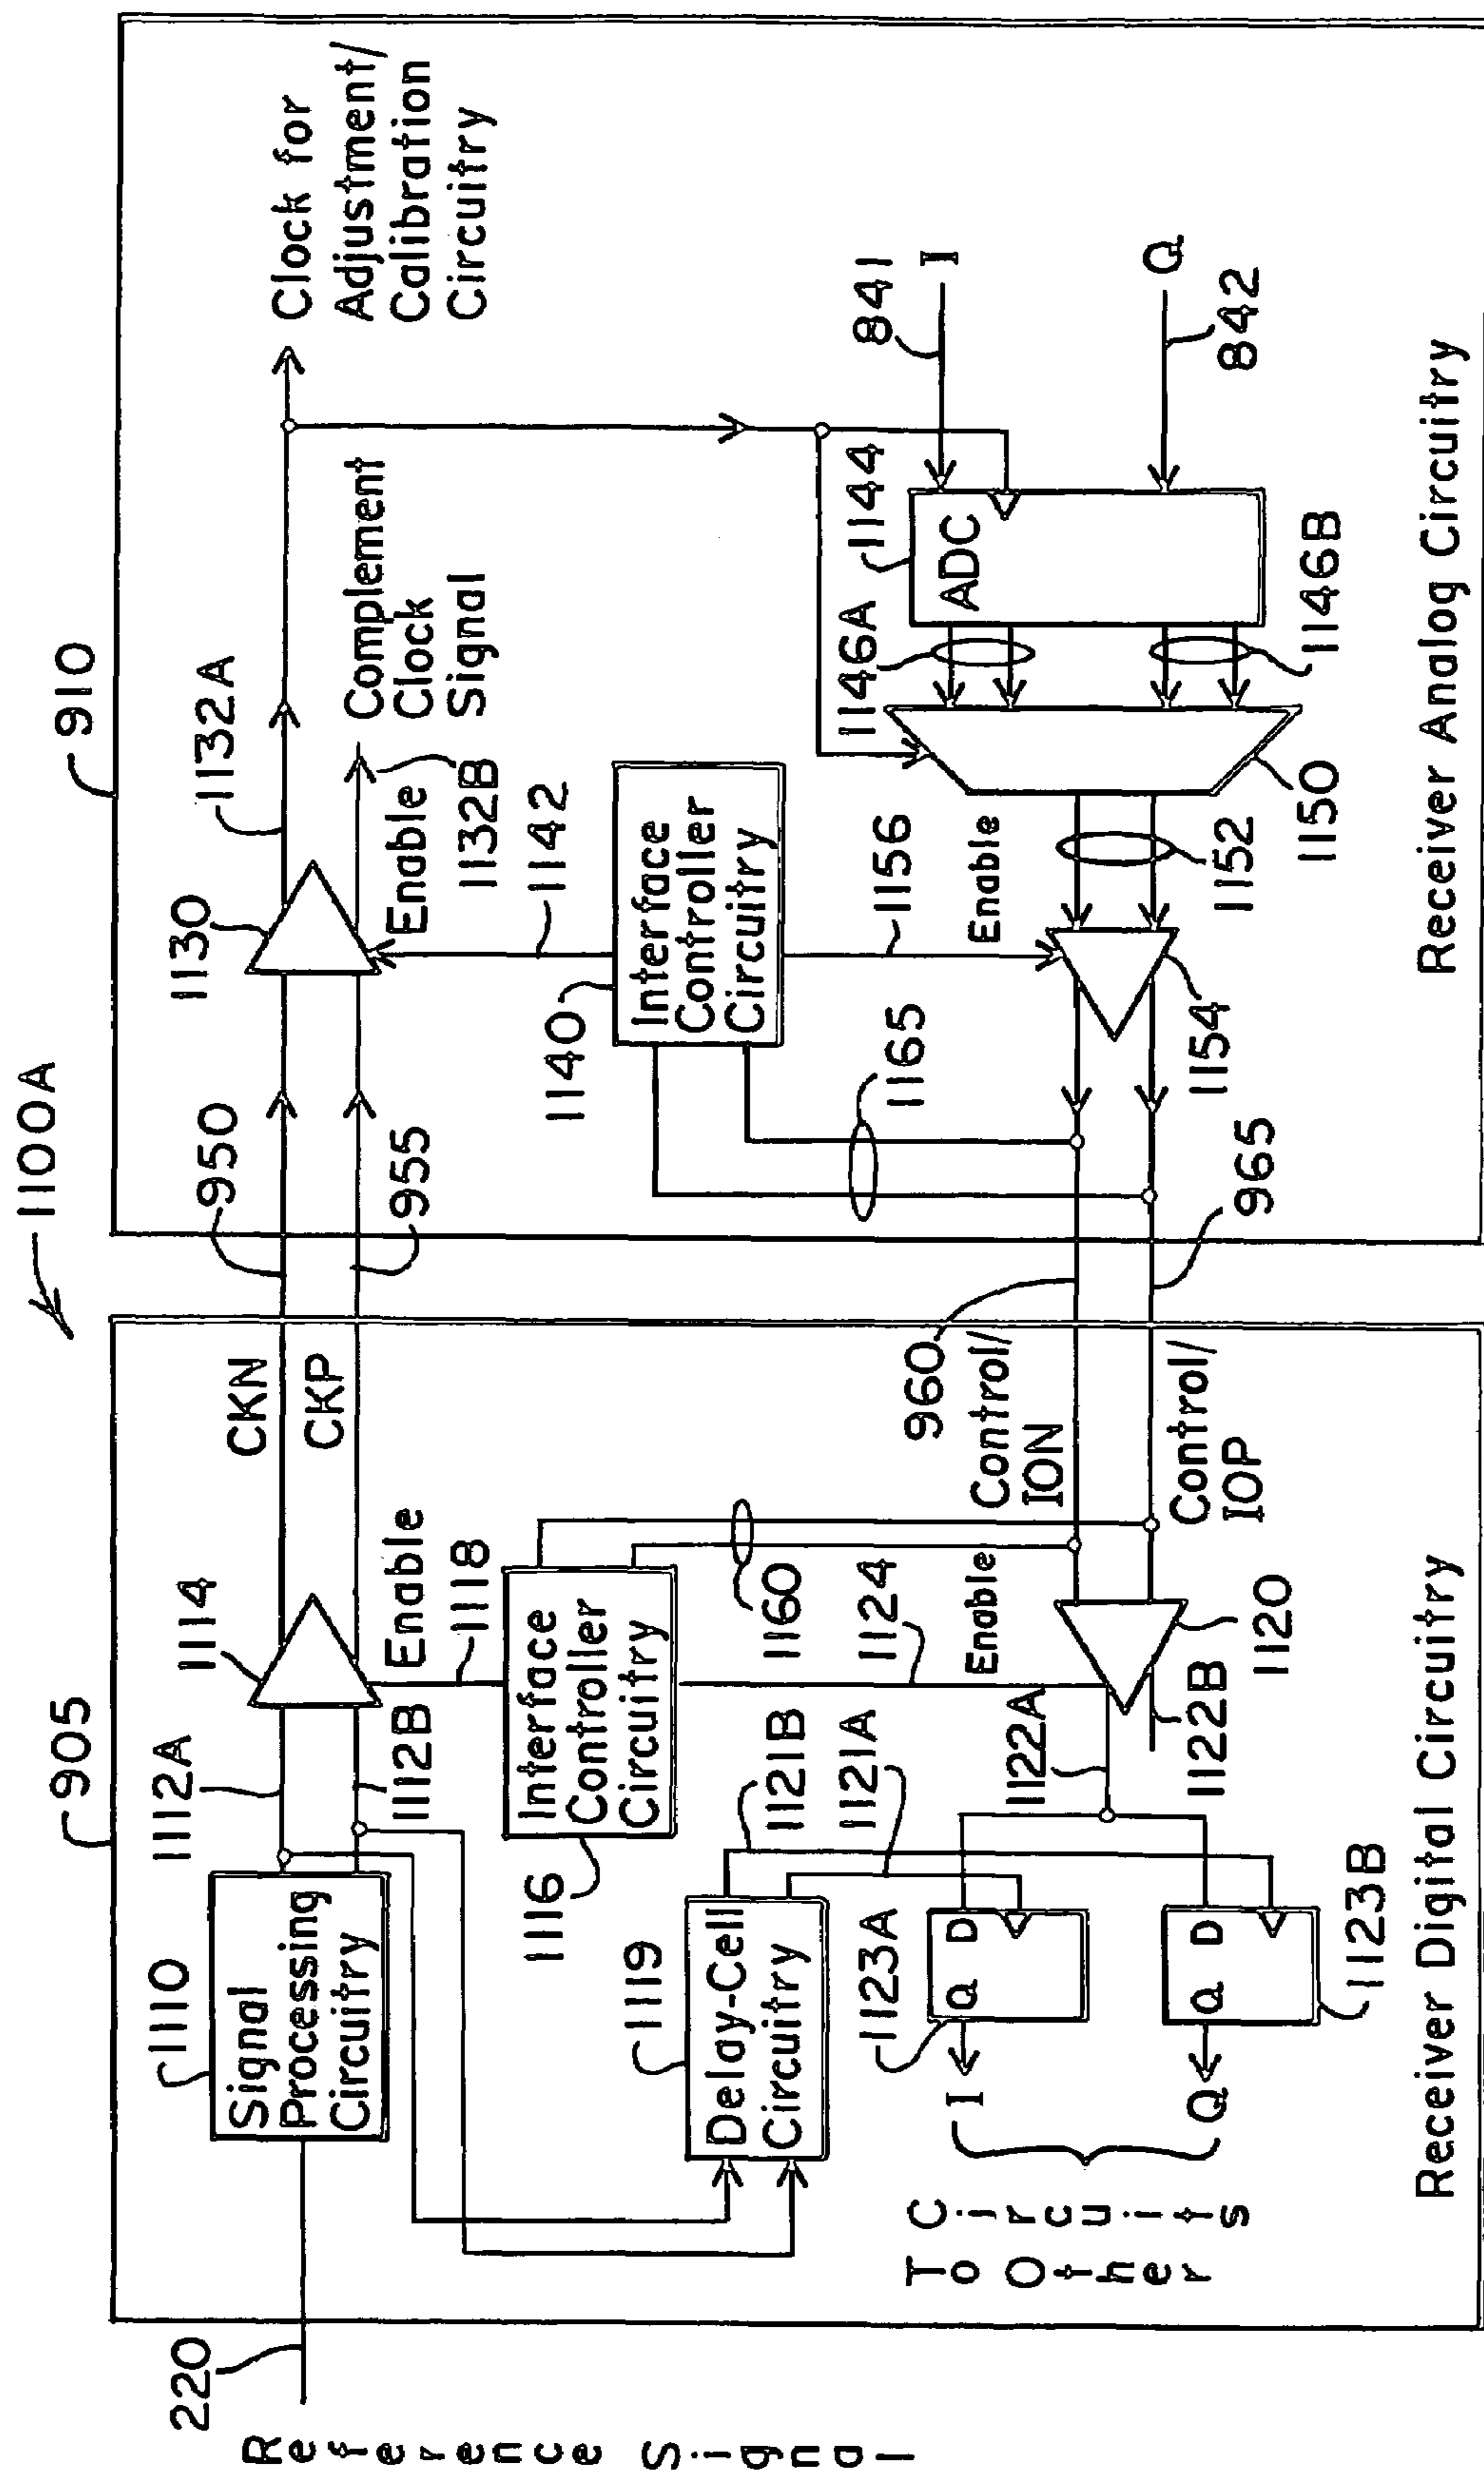 1100A
905
910
Reference Signal
220
1110
Signal
Processing
Circuitry
1112A
1112B
1114
Enable
1118
CKN
CKP
950
955
1130
1132A
Clock for
Adjustment/
Calibration
Circuitry
Complement
Clock
Signal
1132B
Enable
1142
1116
Interface
Controller
Circuitry
1160
1124
Enable
1140
Interface
Controller
Circuitry
1165
1156
Enable
1119
Delay-Cell
Circuitry
1121B
1121A
1122A
1122B
1120
960
Control/
ION
Control/
IOP
965
1154
1152
1150
1146A
1146B
1144
ADC
841
I
Q
842
1123A
Q D
I
1123B
Q D
Q
To Other
Circuits
Receiver Digital Circuitry
Receiver Analog Circuitry